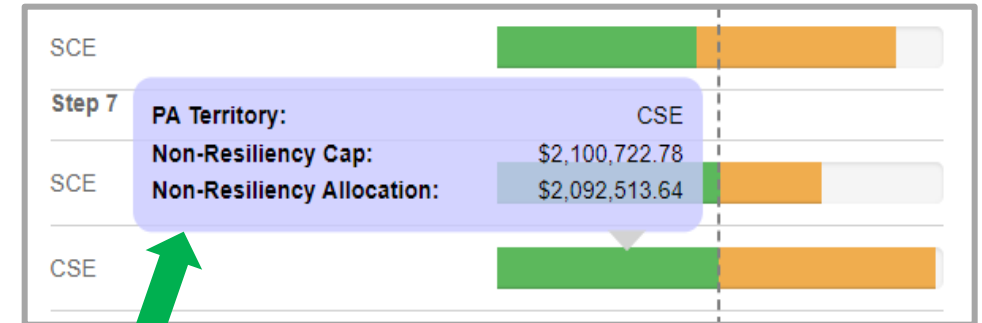 SCE
Step 7
PA Territory: CSE
Non-Resiliency Cap: $2,100,722.78
SCE
Non-Resiliency Allocation: $2,092,513.64
CSE